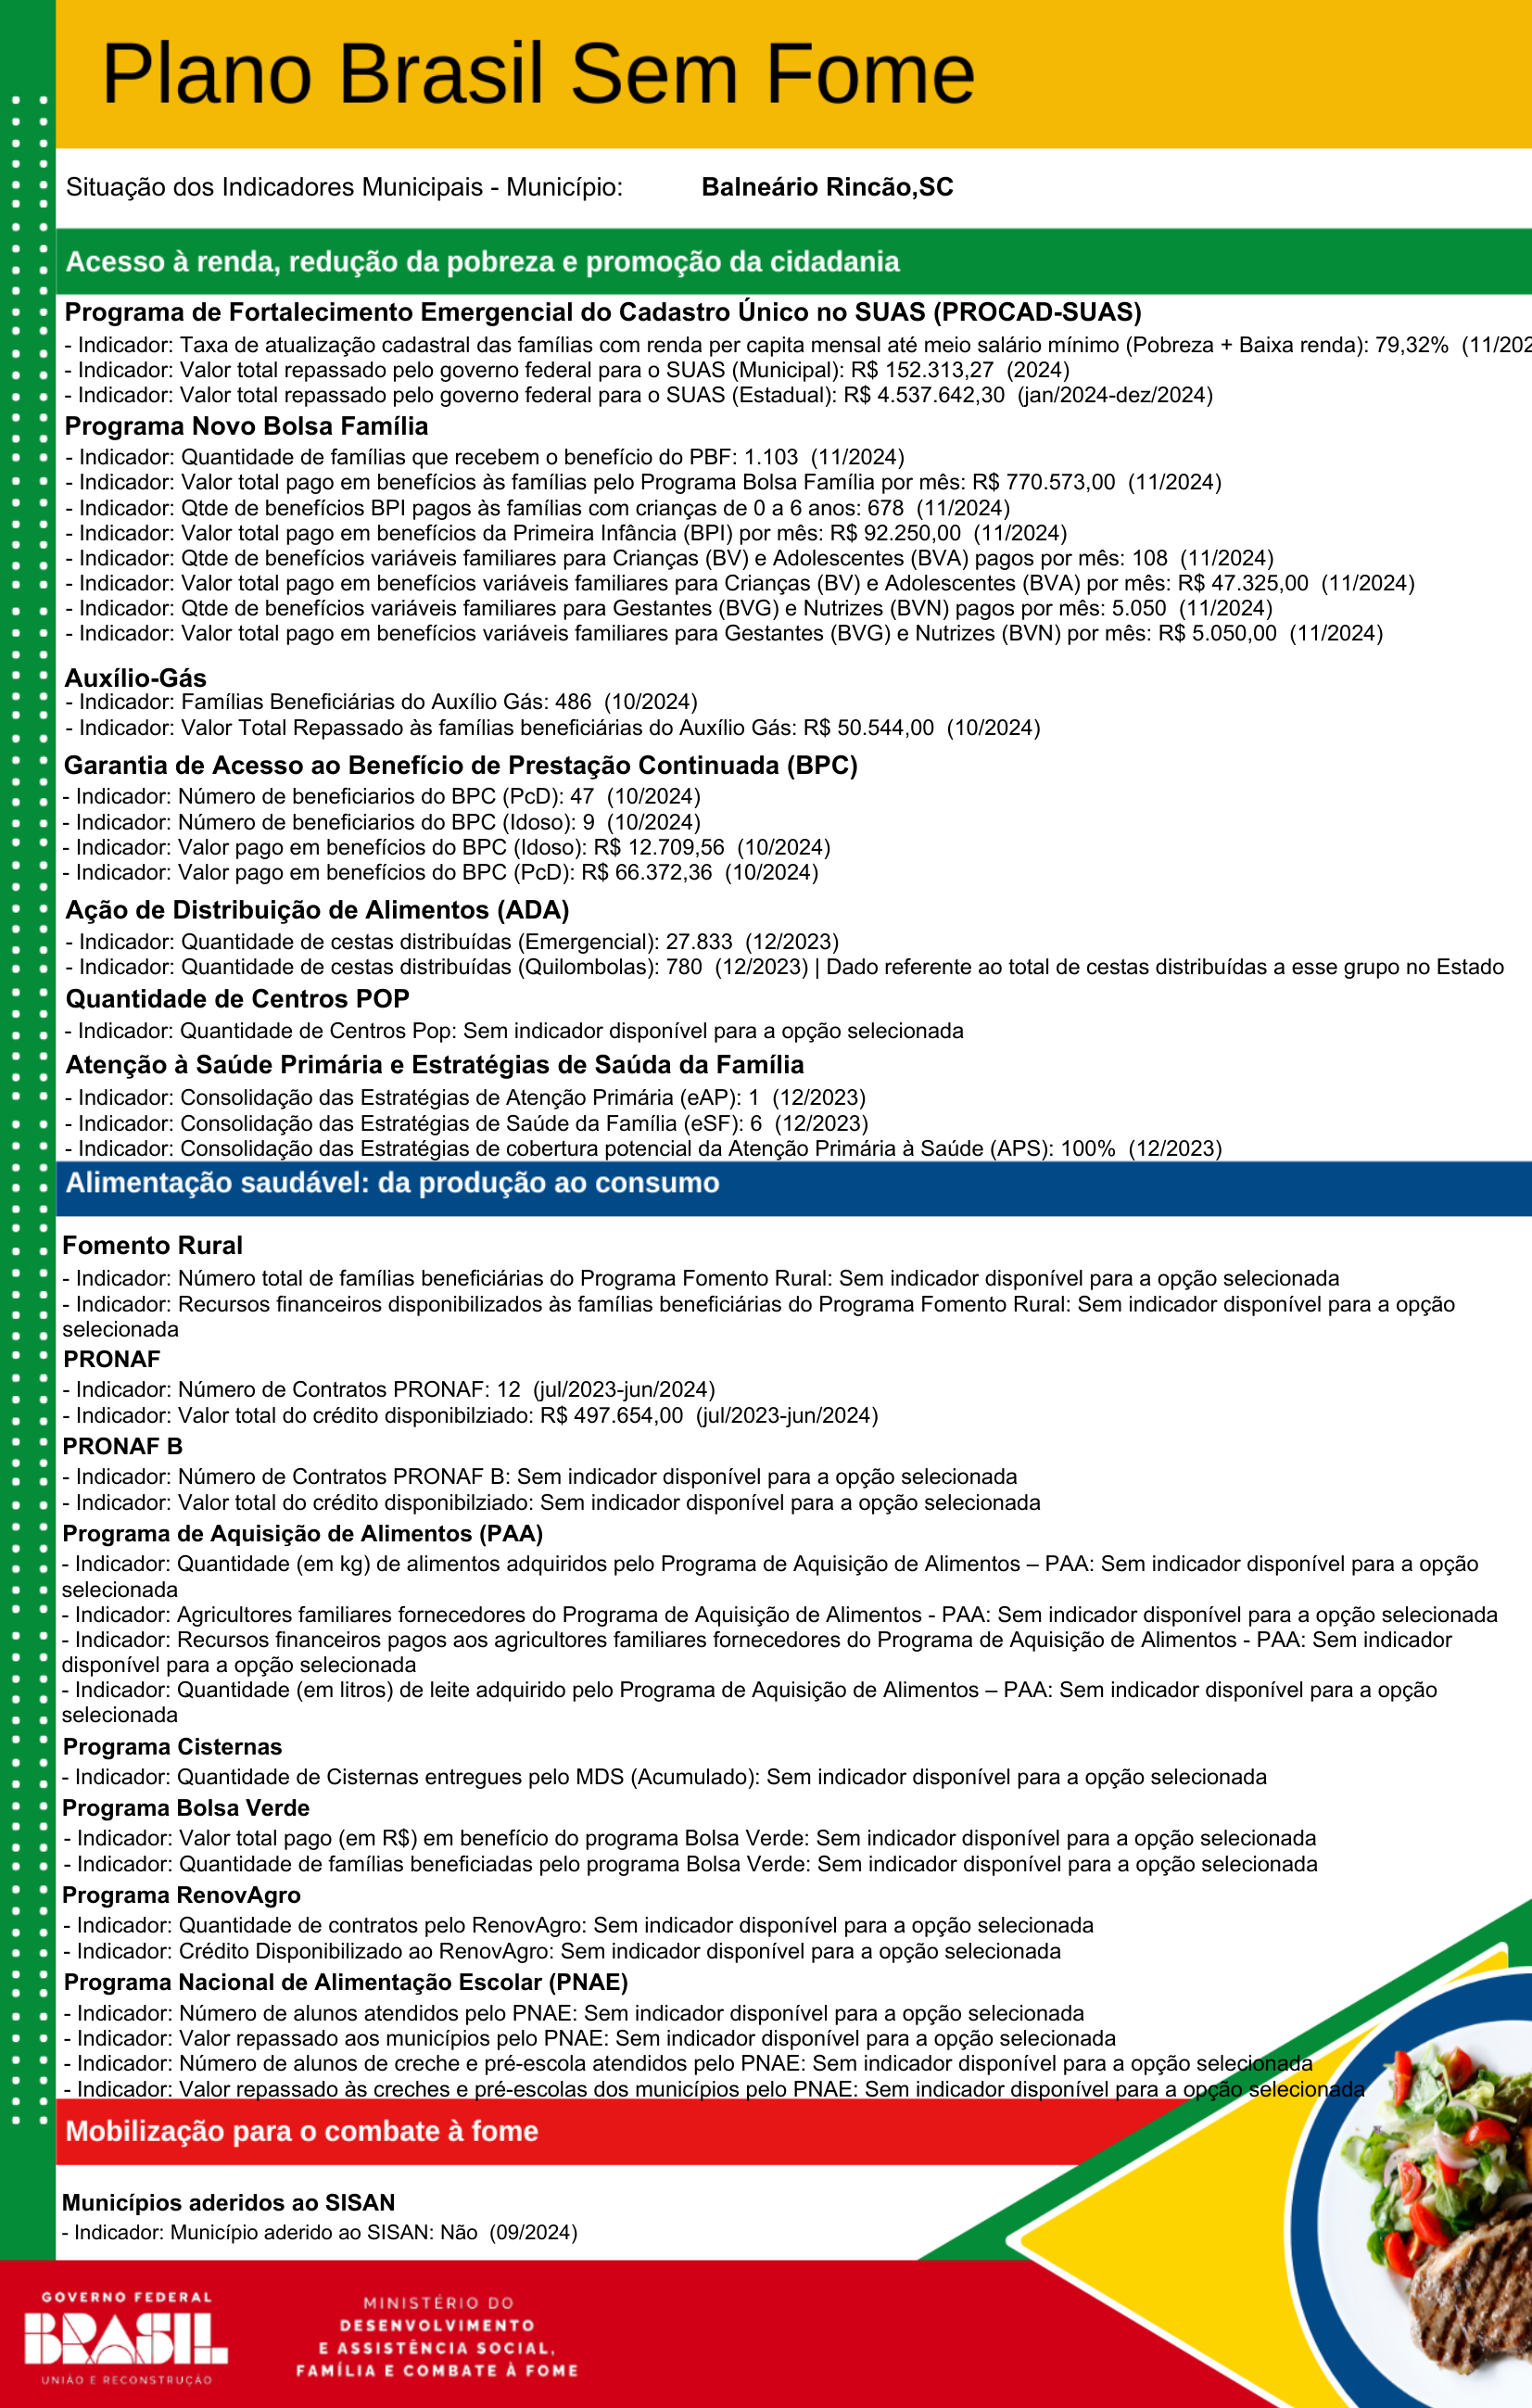 Plano Brasil Sem Fome
Situação dos Indicadores Municipais - Município: Balneário Rincão,SC
Acesso à renda, redução da pobreza e promoção da cidadania
Programa de Fortalecimento Emergencial do Cadastro Único no SUAS (PROCAD-SUAS)
- Indicador: Taxa de atualização cadastral das famílias com renda per capita mensal até meio salário mínimo (Pobreza + Baixa renda): 79,32% (11/202
- Indicador: Valor total repassado pelo governo federal para o SUAS (Municipal): R$ 152.313,27 (2024)
- Indicador: Valor total repassado pelo governo federal para o SUAS (Estadual): R$ 4.537.642,30 (jan/2024-dez/2024)
Programa Novo Bolsa Família
- Indicador: Quantidade de famílias que recebem o benefício do PBF: 1.103 (11/2024)
- Indicador: Valor total pago em benefícios às famílias pelo Programa Bolsa Família por mês: R$ 770.573,00 (11/2024)
- Indicador: Qtde de benefícios BPI pagos às famílias com crianças de 0 a 6 anos: 678 (11/2024)
- Indicador: Valor total pago em benefícios da Primeira Infância (BPI) por mês: R$ 92.250,00 (11/2024)
- Indicador: Qtde de benefícios variáveis familiares para Crianças (BV) e Adolescentes (BVA) pagos por mês: 108 (11/2024)
- Indicador: Valor total pago em benefícios variáveis familiares para Crianças (BV) e Adolescentes (BVA) por mês: R$ 47.325,00 (11/2024)
- Indicador: Qtde de benefícios variáveis familiares para Gestantes (BVG) e Nutrizes (BVN) pagos por mês: 5.050 (11/2024)
- Indicador: Valor total pago em benefícios variáveis familiares para Gestantes (BVG) e Nutrizes (BVN) por mês: R$ 5.050,00 (11/2024)
Auxílio-Gás
- Indicador: Famílias Beneficiárias do Auxílio Gás: 486 (10/2024)
- Indicador: Valor Total Repassado às famílias beneficiárias do Auxílio Gás: R$ 50.544,00 (10/2024)
Garantia de Acesso ao Benefício de Prestação Continuada (BPC)
- Indicador: Número de beneficiarios do BPC (PcD): 47 (10/2024)
- Indicador: Número de beneficiarios do BPC (Idoso): 9 (10/2024)
- Indicador: Valor pago em benefícios do BPC (Idoso): R$ 12.709,56 (10/2024)
- Indicador: Valor pago em benefícios do BPC (PcD): R$ 66.372,36 (10/2024)
Ação de Distribuição de Alimentos (ADA)
- Indicador: Quantidade de cestas distribuídas (Emergencial): 27.833 (12/2023)
- Indicador: Quantidade de cestas distribuídas (Quilombolas): 780 (12/2023) | Dado referente ao total de cestas distribuídas a esse grupo no Estado
Quantidade de Centros POP
- Indicador: Quantidade de Centros Pop: Sem indicador disponível para a opção selecionada
Atenção à Saúde Primária e Estratégias de Saúda da Família
- Indicador: Consolidação das Estratégias de Atenção Primária (eAP): 1 (12/2023)
- Indicador: Consolidação das Estratégias de Saúde da Família (eSF): 6 (12/2023)
- Indicador: Consolidação das Estratégias de cobertura potencial da Atenção Primária à Saúde (APS): 100% (12/2023)
Alimentação saudável: da produção ao consumo
Fomento Rural
- Indicador: Número total de famílias beneficiárias do Programa Fomento Rural: Sem indicador disponível para a opção selecionada
- Indicador: Recursos financeiros disponibilizados às famílias beneficiárias do Programa Fomento Rural: Sem indicador disponível para a opção
selecionada
PRONAF
- Indicador: Número de Contratos PRONAF: 12 (jul/2023-jun/2024)
- Indicador: Valor total do crédito disponibilziado: R$ 497.654,00 (jul/2023-jun/2024)
PRONAF B
- Indicador: Número de Contratos PRONAF B: Sem indicador disponível para a opção selecionada
- Indicador: Valor total do crédito disponibilziado: Sem indicador disponível para a opção selecionada
Programa de Aquisição de Alimentos (PAA)
- Indicador: Quantidade (em kg) de alimentos adquiridos pelo Programa de Aquisição de Alimentos – PAA: Sem indicador disponível para a opção
selecionada
- Indicador: Agricultores familiares fornecedores do Programa de Aquisição de Alimentos - PAA: Sem indicador disponível para a opção selecionada
- Indicador: Recursos financeiros pagos aos agricultores familiares fornecedores do Programa de Aquisição de Alimentos - PAA: Sem indicador
disponível para a opção selecionada
- Indicador: Quantidade (em litros) de leite adquirido pelo Programa de Aquisição de Alimentos – PAA: Sem indicador disponível para a opção
selecionada
Programa Cisternas
- Indicador: Quantidade de Cisternas entregues pelo MDS (Acumulado): Sem indicador disponível para a opção selecionada
Programa Bolsa Verde
- Indicador: Valor total pago (em R$) em benefício do programa Bolsa Verde: Sem indicador disponível para a opção selecionada
- Indicador: Quantidade de famílias beneficiadas pelo programa Bolsa Verde: Sem indicador disponível para a opção selecionada
Programa RenovAgro
- Indicador: Quantidade de contratos pelo RenovAgro: Sem indicador disponível para a opção selecionada
- Indicador: Crédito Disponibilizado ao RenovAgro: Sem indicador disponível para a opção selecionada
Programa Nacional de Alimentação Escolar (PNAE)
- Indicador: Número de alunos atendidos pelo PNAE: Sem indicador disponível para a opção selecionada
- Indicador: Valor repassado aos municípios pelo PNAE: Sem indicador disponível para a opção selecionada
- Indicador: Número de alunos de creche e pré-escola atendidos pelo PNAE: Sem indicador disponível para a opção selecionada
- Indicador: Valor repassado às creches e pré-escolas dos municípios pelo PNAE: Sem indicador disponível para a opção selecionada
Mobilização para o combate à fome
Municípios aderidos ao SISAN
- Indicador: Município aderido ao SISAN: Não (09/2024)
GOVERNO FEDERAL
BRASIL
UNIÃO E RECONSTRUÇÃO
MINISTÉRIO DO
DESENVOLVIMENTO
E ASSISTÊNCIA SOCIAL,
FAMÍLIA E COMBATE À FOME